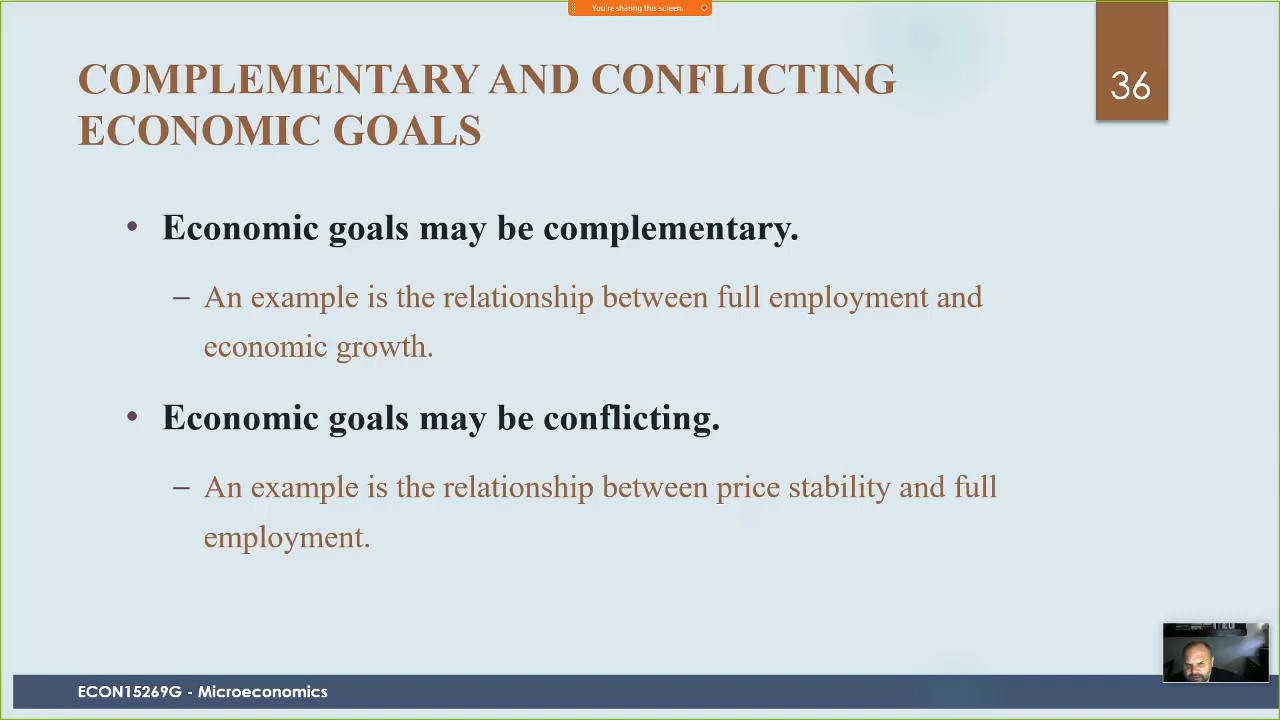 You're sharing this screen.
COMPLEMENTARY AND CONFLICTING
ECONOMIC GOALS
36
• Economic goals may be complementary.
– An example is the relationship between full employment and
economic growth.
• Economic goals may be conflicting.
– An example is the relationship between price stability and full
employment.
ECON15269G - Microeconomics